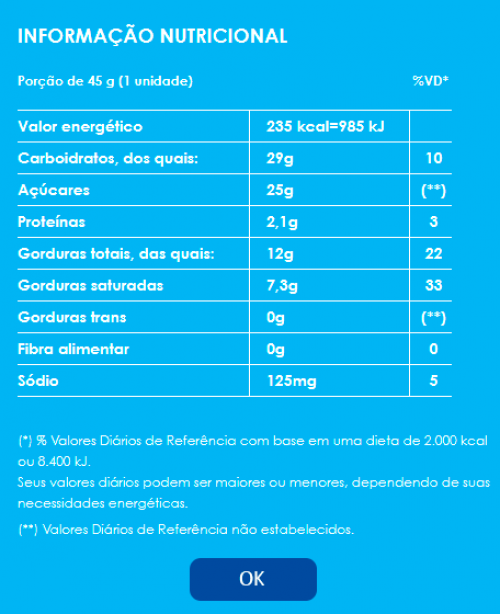 INFORMAÇÃO NUTRICIONAL
Porção de 45 g (1 unidade) %VD*
Valor energético 235 kcal=985 kJ
Carboidratos, dos quais: 29g 10
Açúcares 25g (**)
Proteínas 2,1g 3
Gorduras totais, das quais: 12g 22
Gorduras saturadas 7,3g 33
Gorduras trans 0g (**)
Fibra alimentar 0g 0
Sódio 125mg 5
(*) % Valores Diários de Referência com base em uma dieta de 2.000 kcal
ou 8.400 kJ.
Seus valores diários podem ser maiores ou menores, dependendo de suas
necessidades energéticas.
(**) Valores Diários de Referência não estabelecidos.
OK